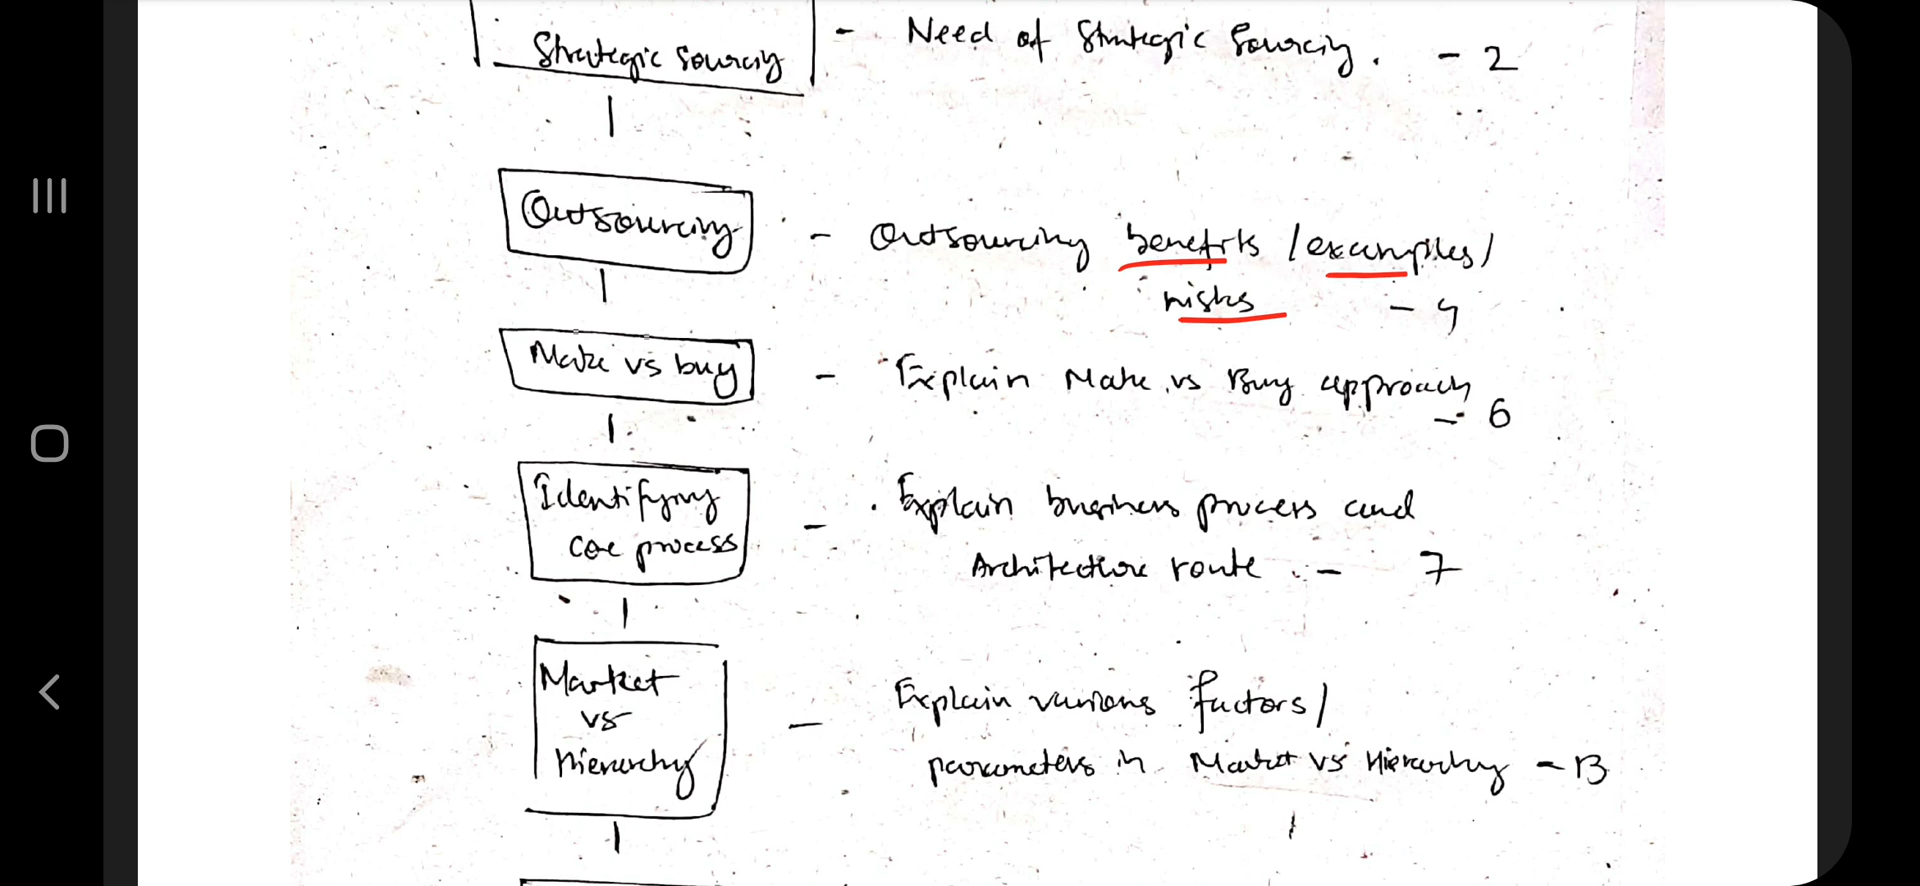 Strategic sourcing - Need of Strategic Sourcing. - 2
Outsourcing - Outsourcing benefits / examples /
risks - 4
Make vs buy - Explain Make vs Buy approach
- 6
Identifying - Explain business process and
core process Architecture route. - 7
Market
vs
Hierarchy - Explain various factors /
parameters in Market vs Hierarchy - 13